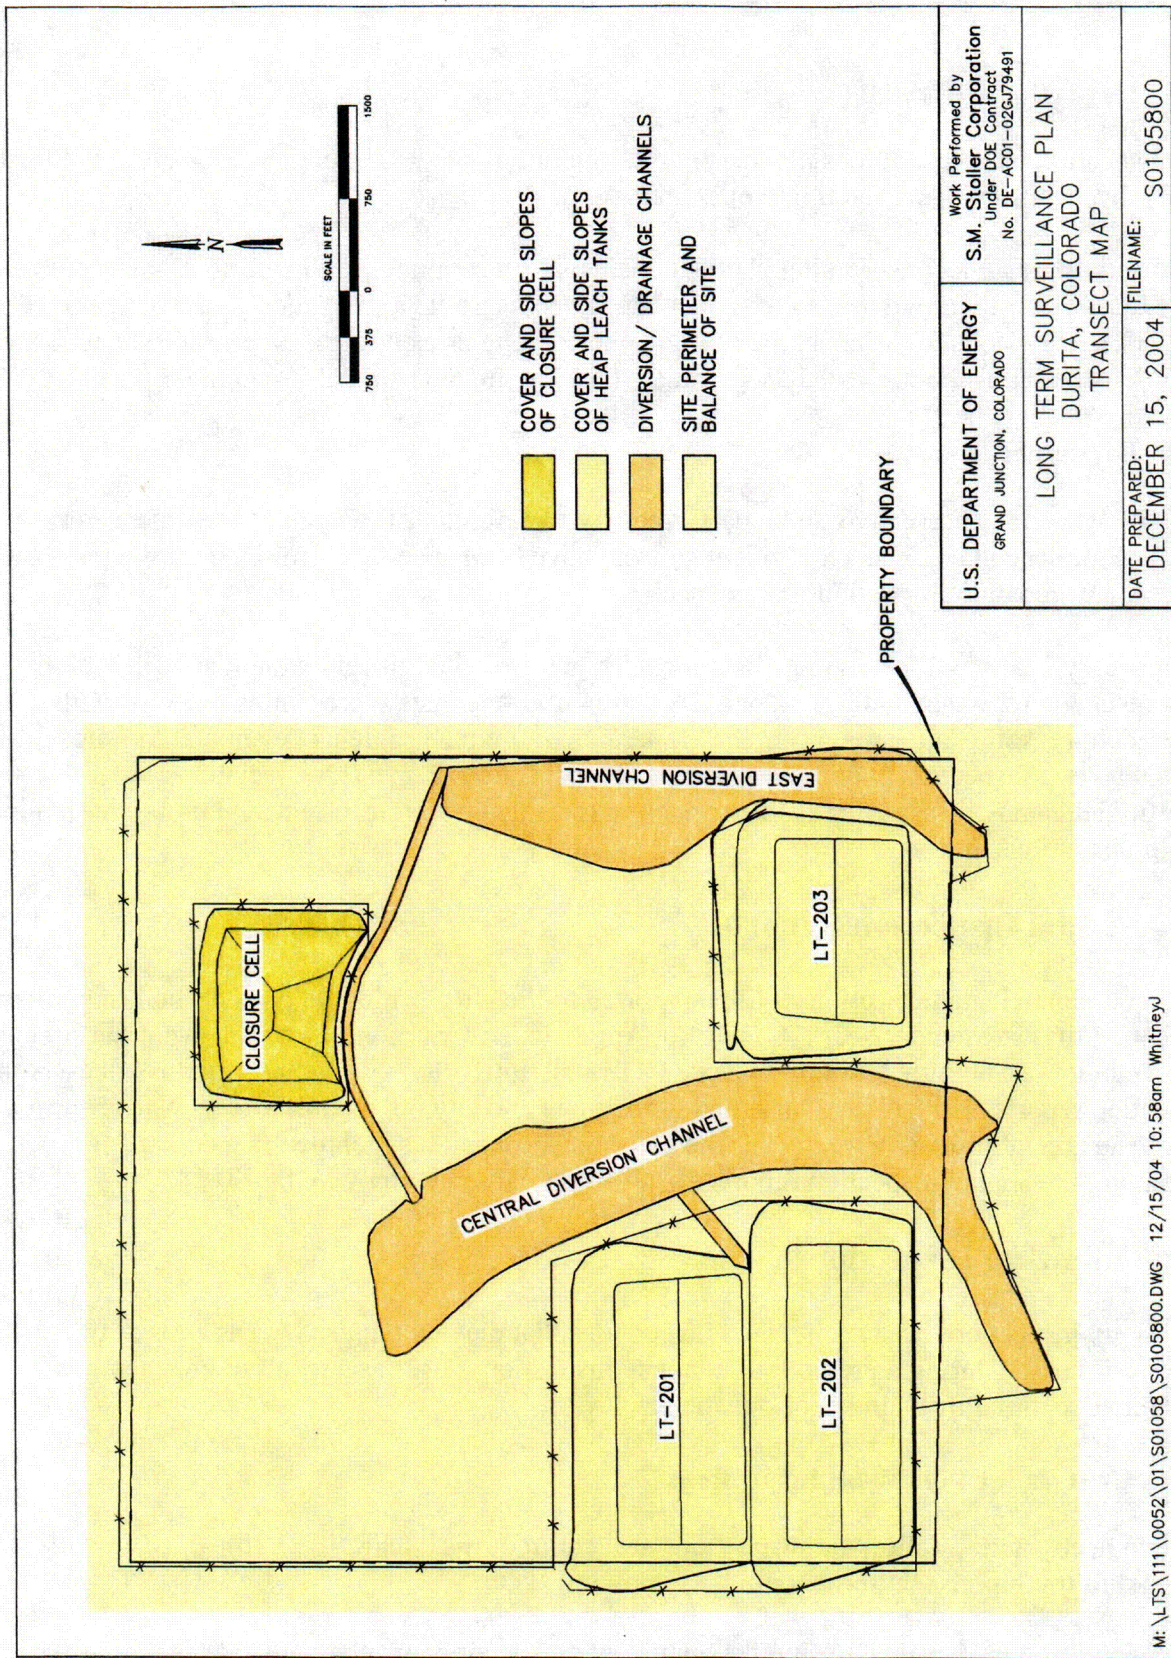 N
SCALE IN FEET
750 375 0 750 1500
CLOSURE CELL
EAST DIVERSION CHANNEL
CENTRAL DIVERSION CHANNEL
LT-201
LT-202
LT-203
PROPERTY BOUNDARY
COVER AND SIDE SLOPES
OF CLOSURE CELL
COVER AND SIDE SLOPES
OF HEAP LEACH TANKS
DIVERSION/ DRAINAGE CHANNELS
SITE PERIMETER AND
BALANCE OF SITE
U.S. DEPARTMENT OF ENERGY
GRAND JUNCTION, COLORADO
Work Performed by
S.M. Stoller Corporation
Under DOE Contract
No. DE-AC01-02GJ79491
LONG TERM SURVEILLANCE PLAN
DURITA, COLORADO
TRANSECT MAP
DATE PREPARED:
DECEMBER 15, 2004
FILENAME:
S0105800
M:\LTS\111\0052\01\S01058\S0105800.DWG 12/15/04 10:58am WhitneyJ